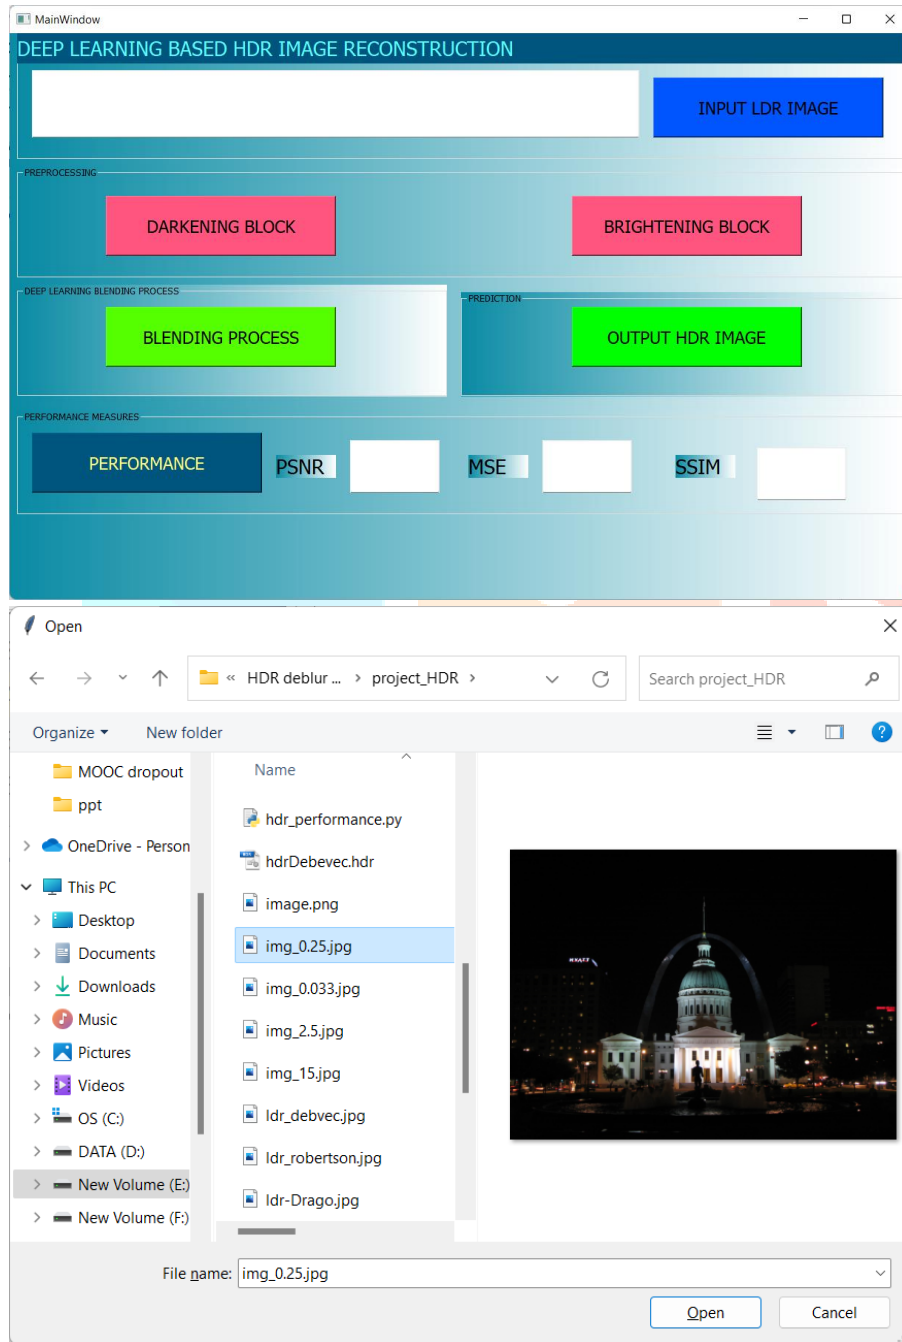 MainWindow
DEEP LEARNING BASED HDR IMAGE RECONSTRUCTION
INPUT LDR IMAGE
PREPROCESSING
DARKENING BLOCK
BRIGHTENING BLOCK
DEEP LEARNING BLENDING PROCESS
BLENDING PROCESS
PREDICTION
OUTPUT HDR IMAGE
PERFORMANCE MEASURES
PERFORMANCE
PSNR
MSE
SSIM
Open
« HDR deblur ... › project_HDR ›
Search project_HDR
Organize
New folder
MOOC dropout
ppt
OneDrive - Person
This PC
Desktop
Documents
Downloads
Music
Pictures
Videos
OS (C:)
DATA (D:)
New Volume (E:)
New Volume (F:)
Name
hdr_performance.py
hdrDebevec.hdr
image.png
img_0.25.jpg
img_0.033.jpg
img_2.5.jpg
img_15.jpg
ldr_debvec.jpg
ldr_robertson.jpg
ldr-Drago.jpg
HYATT
File name:
img_0.25.jpg
Open
Cancel